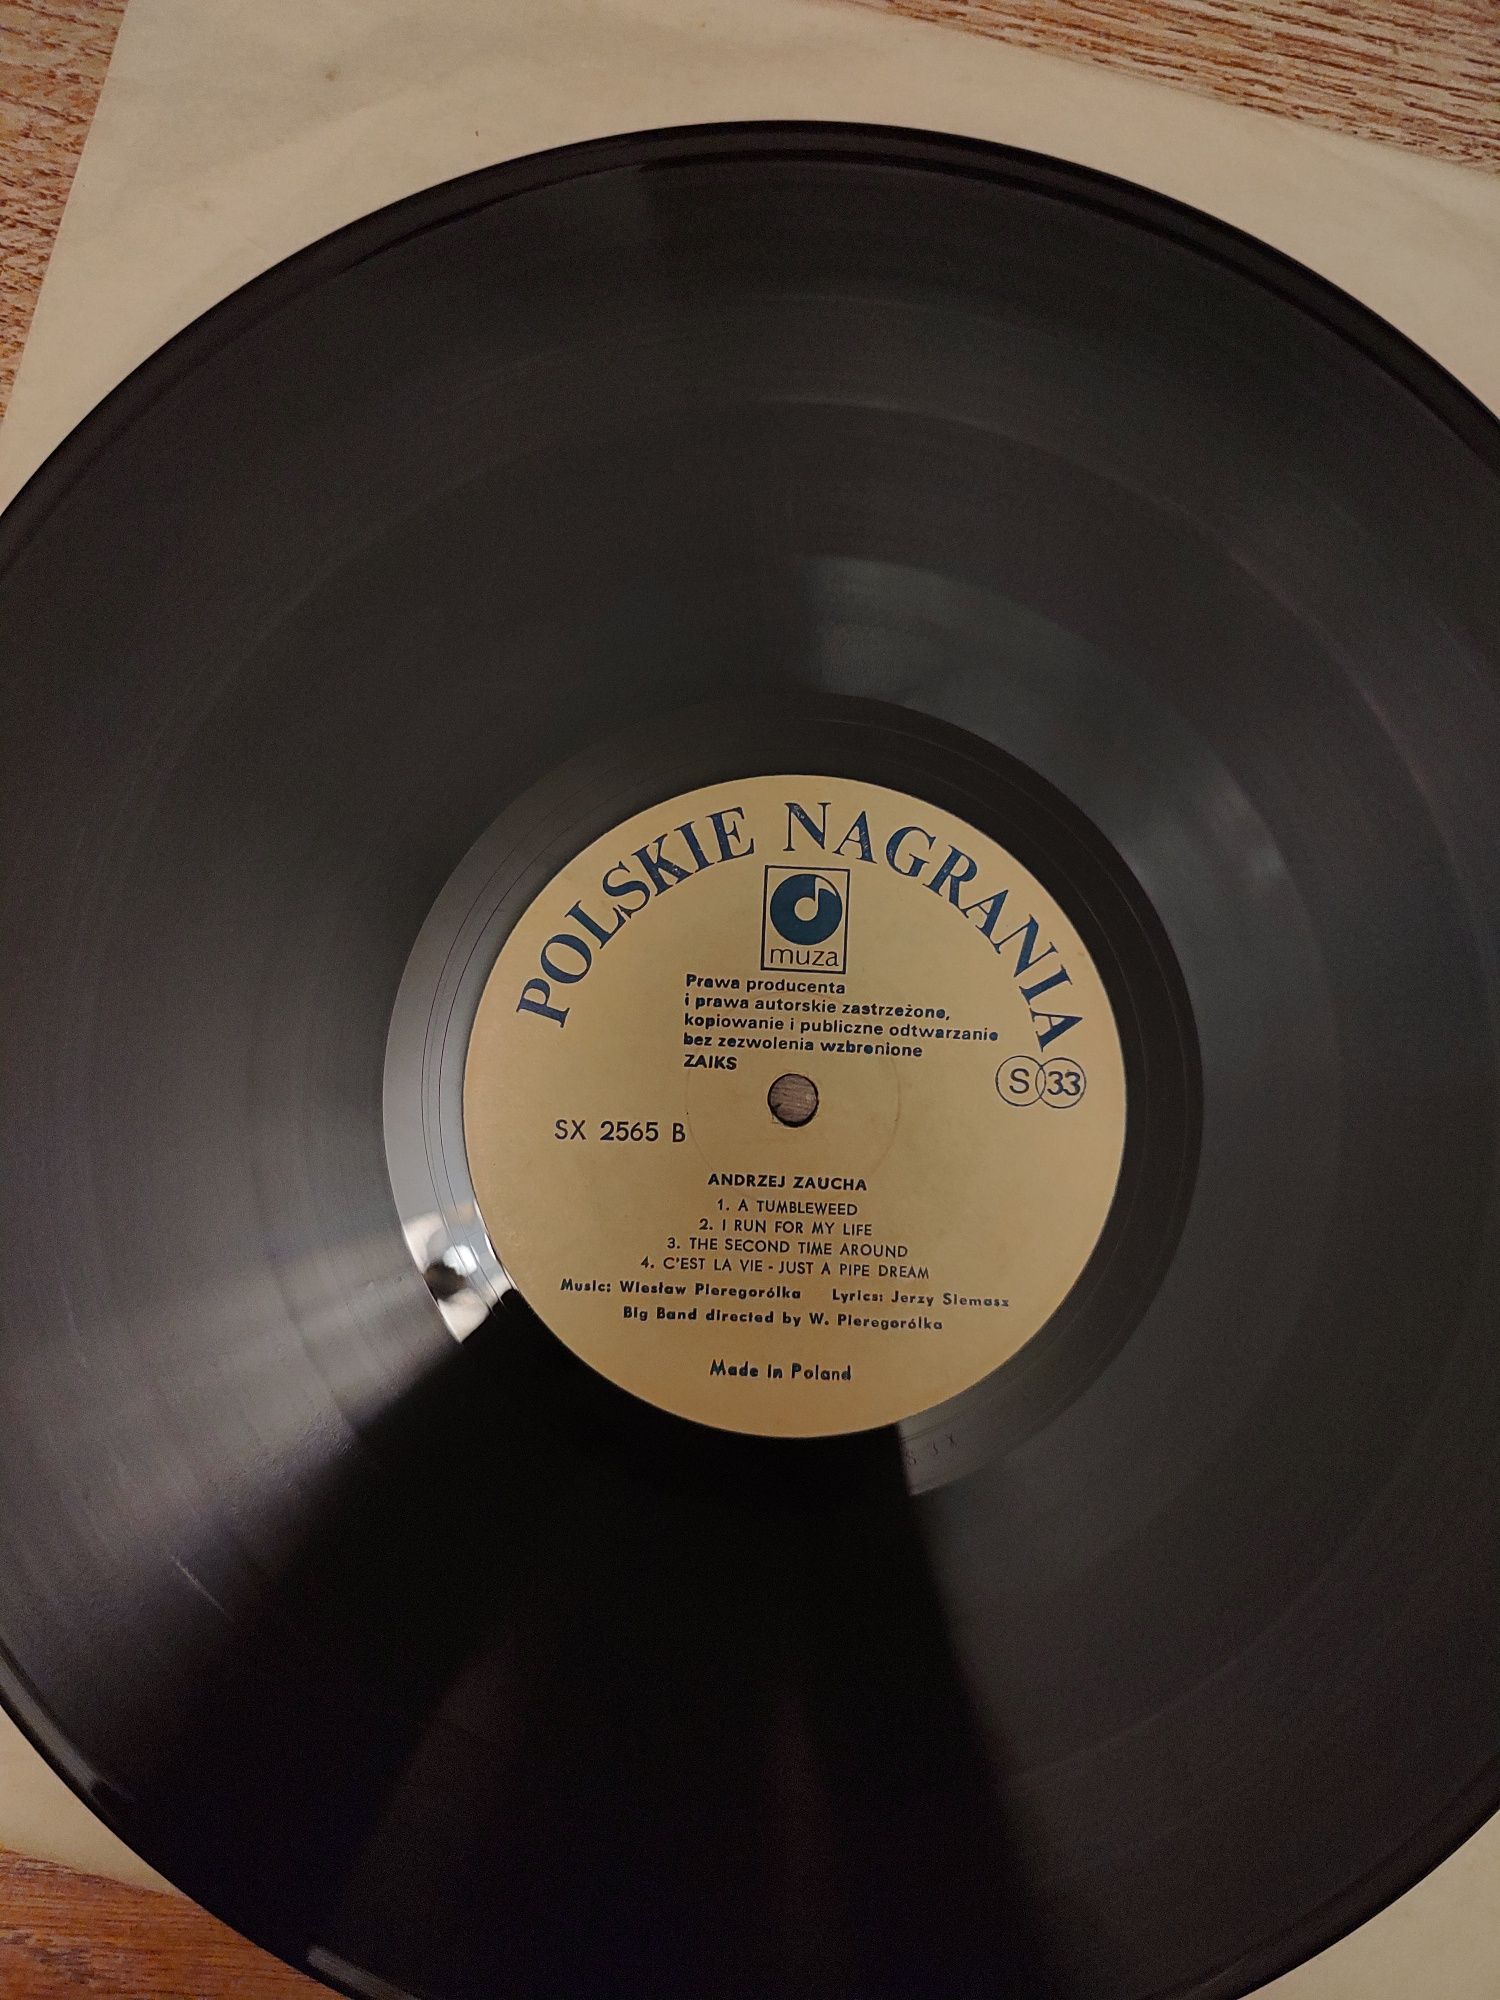 POLSKIE NAGRANIA
muza
Prawa producenta
i prawa autorskie zastrzeżone,
kopiowanie i publiczne odtwarzanie
bez zezwolenia wzbronione
ZAIKS
S 33
SX 2565 B
ANDRZEJ ZAUCHA
1. A TUMBLEWEED
2. I RUN FOR MY LIFE
3. THE SECOND TIME AROUND
4. C'EST LA VIE - JUST A PIPE DREAM
Music: Wiesław Pieregorólka Lyrics: Jerzy Siemasz
Big Band directed by W. Pieregorólka
Made in Poland